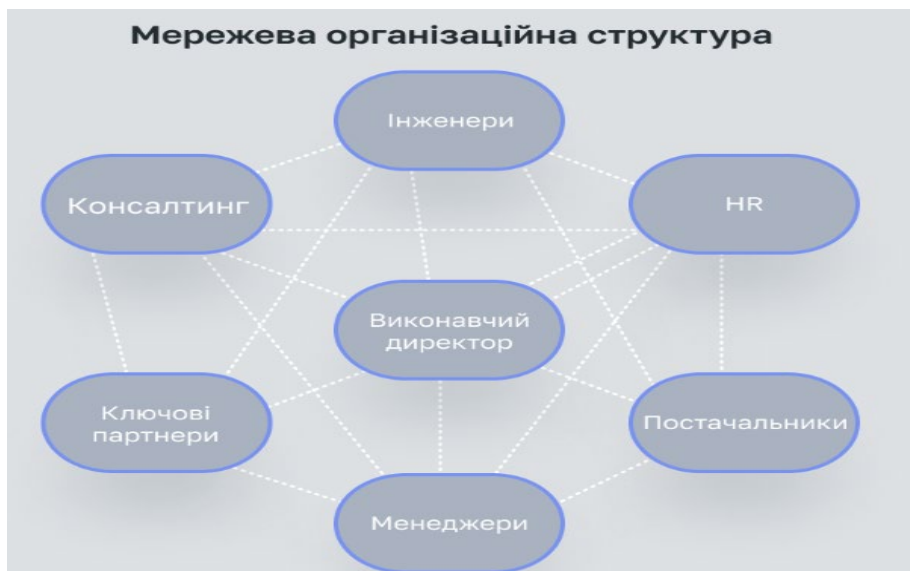 Мережева організаційна структура
Інженери
Консалтинг
HR
Виконавчий
директор
Ключові
партнери
Постачальники
Менеджери